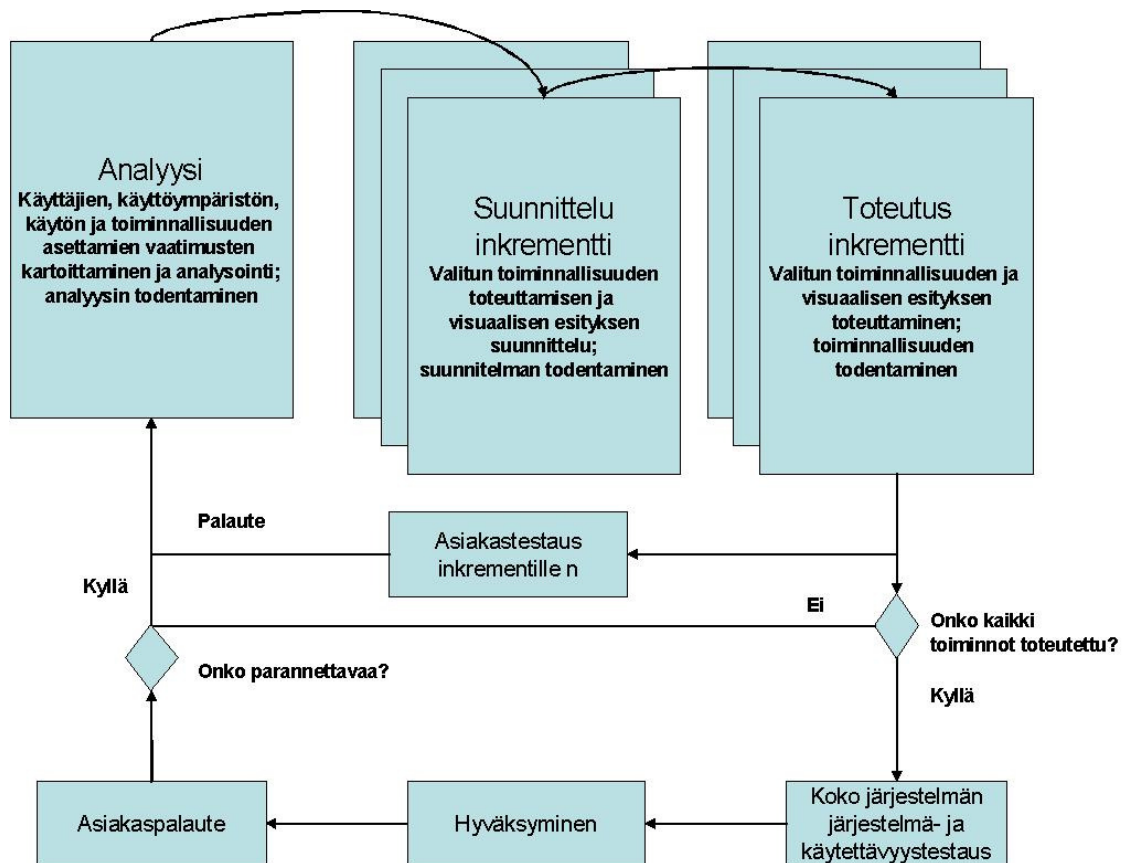 Analyysi
Käyttäjien, käyttöympäristön,
käytön ja toiminnallisuuden
asettamien vaatimusten
kartoittaminen ja analysointi;
analyysin todentaminen
Suunnittelu
inkrementti
Valitun toiminnallisuuden
toteuttamisen ja
visuaalisen esityksen
suunnittelu;
suunnitelman todentaminen
Toteutus
inkrementti
Valitun toiminnallisuuden ja
visuaalisen esityksen
toteuttaminen;
toiminnallisuuden
todentaminen
Palaute
Asiakastestaus
inkrementille n
Kyllä
Ei
Onko kaikki
toiminnot toteutettu?
Onko parannettavaa?
Kyllä
Asiakaspalaute
Hyväksyminen
Koko järjestelmän
järjestelmä- ja
käytettävyystestaus